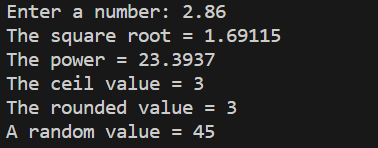 Enter a number: 2.86
The square root = 1.69115
The power = 23.3937
The ceil value = 3
The rounded value = 3
A random value = 45